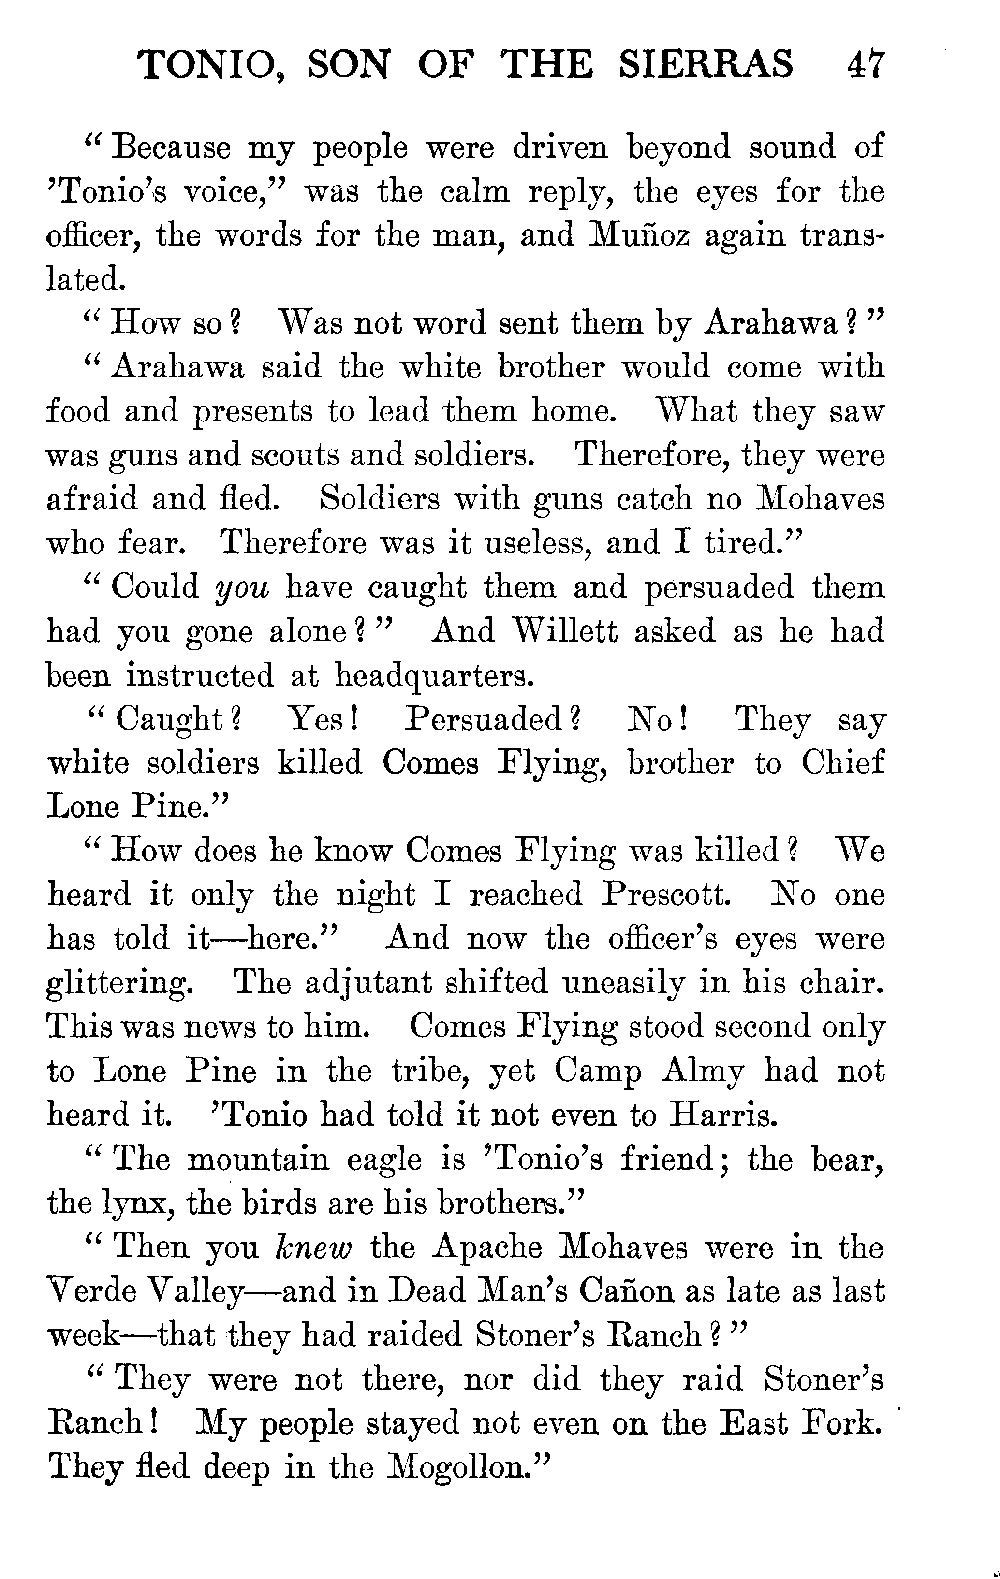 TONIO, SON OF THE SIERRAS 47
“Because my people were driven beyond sound of
’Tonio’s voice,” was the calm reply, the eyes for the
officer, the words for the man, and Muñoz again trans-
lated.
“How so? Was not word sent them by Arahawa?”
“Arahawa said the white brother would come with
food and presents to lead them home. What they saw
was guns and scouts and soldiers. Therefore, they were
afraid and fled. Soldiers with guns catch no Mohaves
who fear. Therefore was it useless, and I tired.”
“Could you have caught them and persuaded them
had you gone alone?” And Willett asked as he had
been instructed at headquarters.
“Caught? Yes! Persuaded? No! They say
white soldiers killed Comes Flying, brother to Chief
Lone Pine.”
“How does he know Comes Flying was killed? We
heard it only the night I reached Prescott. No one
has told it—here.” And now the officer’s eyes were
glittering. The adjutant shifted uneasily in his chair.
This was news to him. Comes Flying stood second only
to Lone Pine in the tribe, yet Camp Almy had not
heard it. ’Tonio had told it not even to Harris.
“The mountain eagle is ’Tonio’s friend; the bear,
the lynx, the birds are his brothers.”
“Then you knew the Apache Mohaves were in the
Verde Valley—and in Dead Man’s Cañon as late as last
week—that they had raided Stoner’s Ranch?”
“They were not there, nor did they raid Stoner’s
Ranch! My people stayed not even on the East Fork.
They fled deep in the Mogollon.”